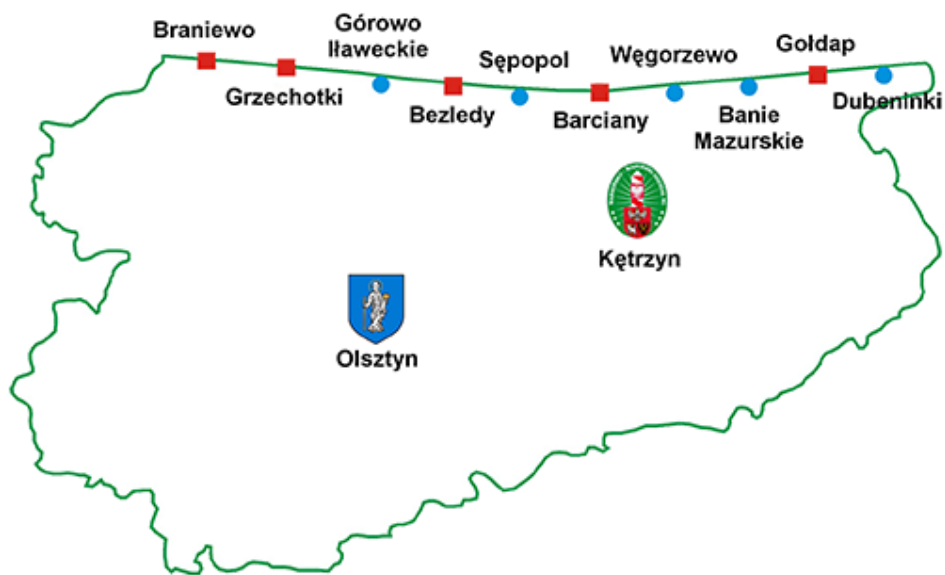 Braniewo
Grzechotki
Górowo
Iławeckie
Bezledy
Sępopol
Barciany
Węgorzewo
Banie
Mazurskie
Gołdap
Dubeninki
Kętrzyn
Olsztyn